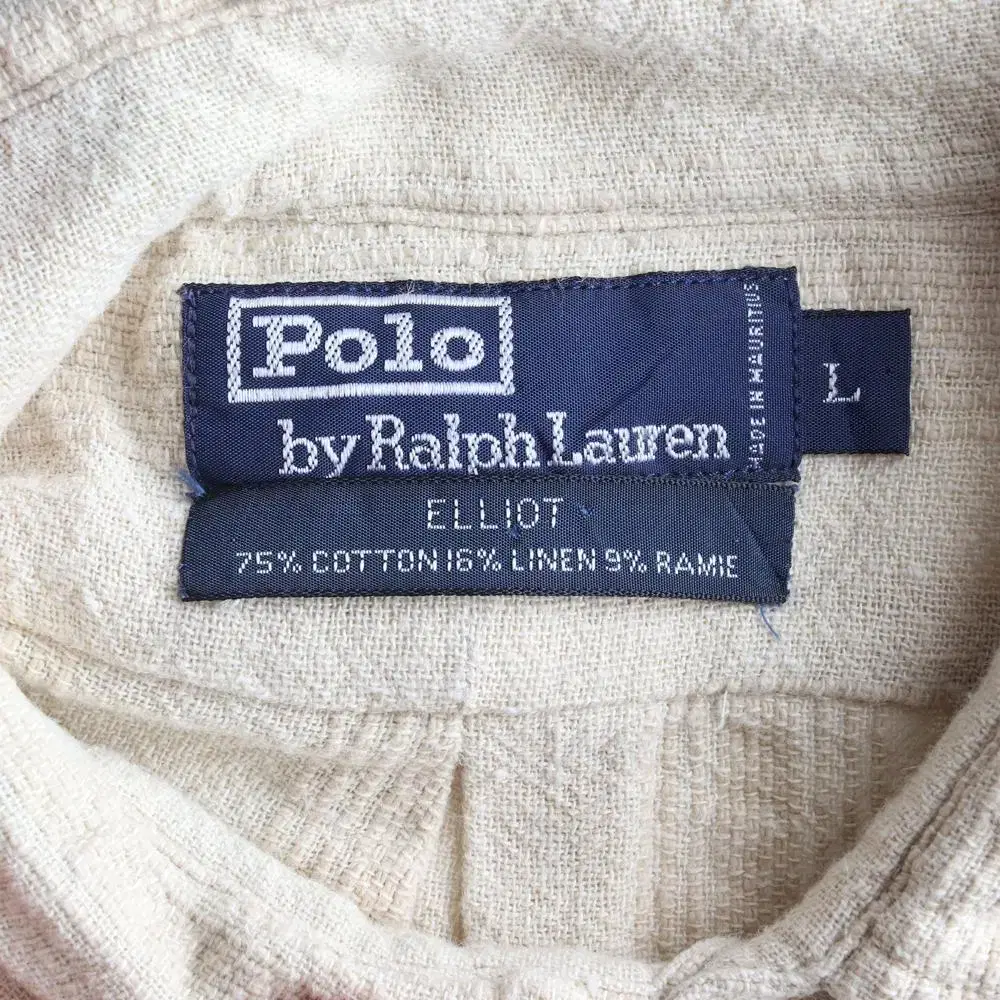 Polo
by Ralph Lauren
MADE IN MAURITIUS
L
ELLIOT
75% COTTON 16% LINEN 9% RAMIE